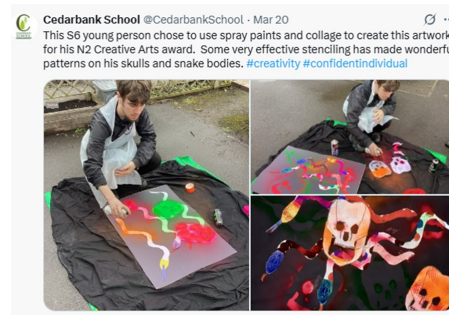 Cedarbank School @CedarbankSchool · Mar 20
This S6 young person chose to use spray paints and collage to create this artwork
for his N2 Creative Arts award.  Some very effective stenciling has made wonderfu
patterns on his skulls and snake bodies. #creativity #confidentindividual